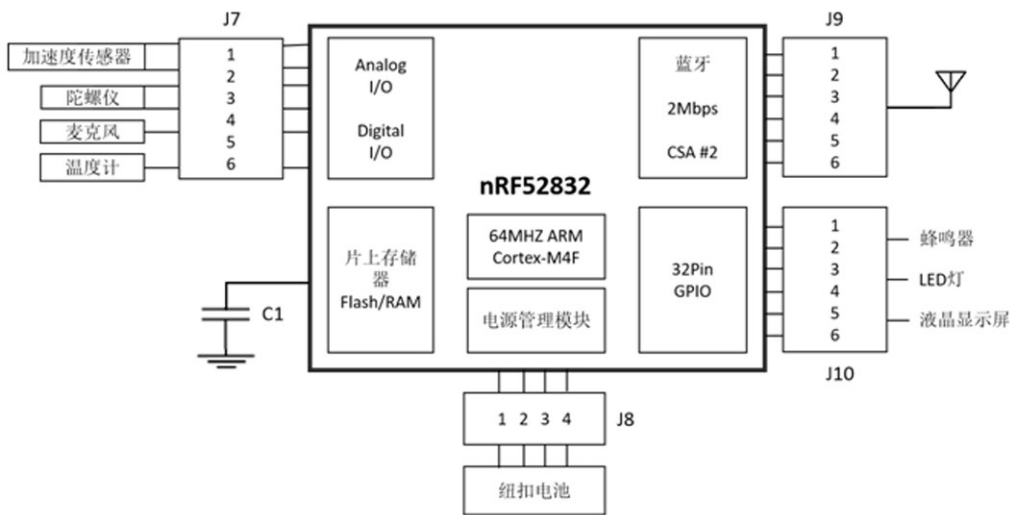 J7
加速度传感器
陀螺仪
麦克风
温度计
1
2
3
4
5
6
Analog
I/O
Digital
I/O
蓝牙
2Mbps
CSA #2
J9
1
2
3
4
5
6
nRF52832
片上存储
器
Flash/RAM
64MHZ ARM
Cortex-M4F
电源管理模块
32Pin
GPIO
1
2
3
4
5
6
蜂鸣器
LED灯
液晶显示屏
J10
C1
1 2 3 4
J8
纽扣电池